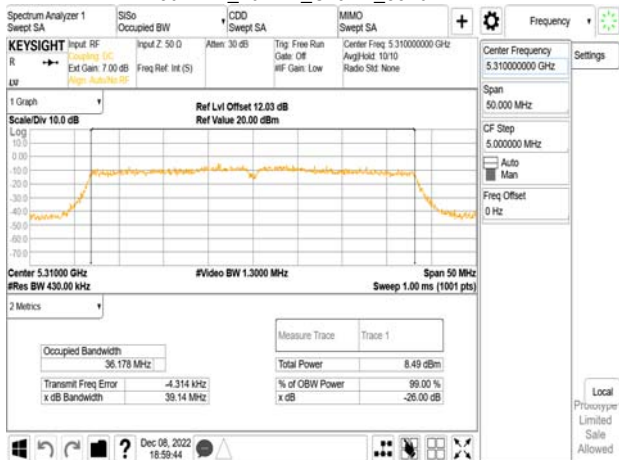 Spectrum Analyzer 1
Swept SA
SiSo
Occupied BW
CDD
Swept SA
MIMO
Swept SA
+
Frequency
KEYSIGHT
R
LXI
Input: RF
Coupling: DC
Ext Gain: 7.00 dB
Align: Auto/No RF
Input Z: 50 Ω
Freq Ref: Int (S)
Atten: 30 dB
Trig: Free Run
Gate: Off
#IF Gain: Low
Center Freq: 5.310000000 GHz
Avg|Hold: 10/10
Radio Std: None
Center Frequency
5.310000000 GHz
Settings
Span
50.000 MHz
CF Step
5.000000 MHz
Auto
Man
Freq Offset
0 Hz
1 Graph
Scale/Div 10.0 dB
Ref Lvl Offset 12.03 dB
Ref Value 20.00 dBm
Log
10.0
0.00
-10.0
-20.0
-30.0
-40.0
-50.0
-60.0
-70.0
Center 5.31000 GHz
#Res BW 430.00 kHz
#Video BW 1.3000 MHz
Span 50 MHz
Sweep 1.00 ms (1001 pts)
2 Metrics
Measure Trace Trace 1
Occupied Bandwidth
36.178 MHz
Total Power 8.49 dBm
Transmit Freq Error -4.314 kHz
% of OBW Power 99.00 %
x dB Bandwidth 39.14 MHz
x dB -26.00 dB
Local
Prototype
Limited
Sale
Allowed
?
Dec 08, 2022
18:59:44